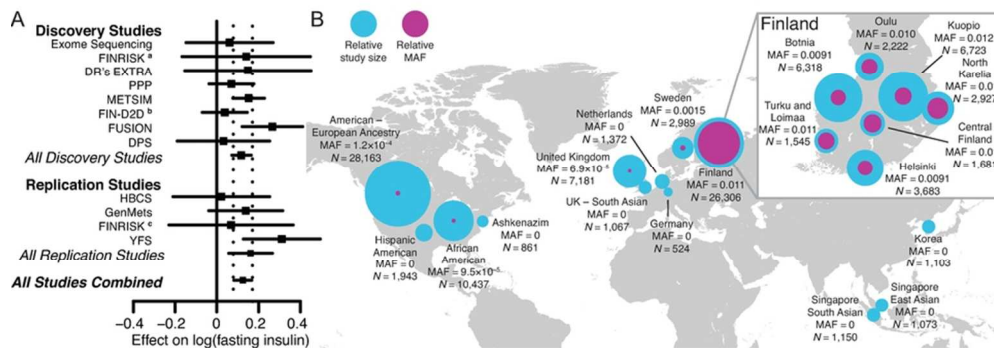 A
Discovery Studies
Exome Sequencing
FINRISK a
DR's EXTRA
PPP
METSIM
FIN-D2D b
FUSION
DPS
All Discovery Studies
Replication Studies
HBCS
GenMets
FINRISK c
YFS
All Replication Studies
All Studies Combined
−0.4 −0.2 0 0.2 0.4
Effect on log(fasting insulin)
B
Relative
study size
Relative
MAF
American –
European Ancestry
MAF = 1.2×10⁻⁴
N = 28,163
Hispanic
American
MAF = 0
N = 1,943
African
American
MAF = 9.5×10
N = 10,437
Ashkenazim
MAF = 0
N = 861
Netherlands
MAF = 0
N = 1,372
United Kingdom
MAF = 6.9×10
N = 7,181
UK – South Asian
MAF = 0
N = 1,067
Sweden
MAF = 0.0015
N = 2,989
Germany
MAF = 0
N = 524
Finland
MAF = 0.011
N = 26,306
Finland
Oulu
MAF = 0.010
N = 2,222
Kuopio
MAF = 0.012
N = 6,723
Botnia
MAF = 0.0091
N = 6,318
North
Karelia
MAF = 0.0
N = 2,927
Turku and
Loimaa
MAF = 0.011
N = 1,545
Central
Finland
MAF = 0.0
Helsinki
MAF = 0.0091
N = 3,683
Korea
MAF = 0
N = 1,103
Singapore
East Asian
MAF = 0
N = 1,073
Singapore
South Asian
MAF = 0
N = 1,150